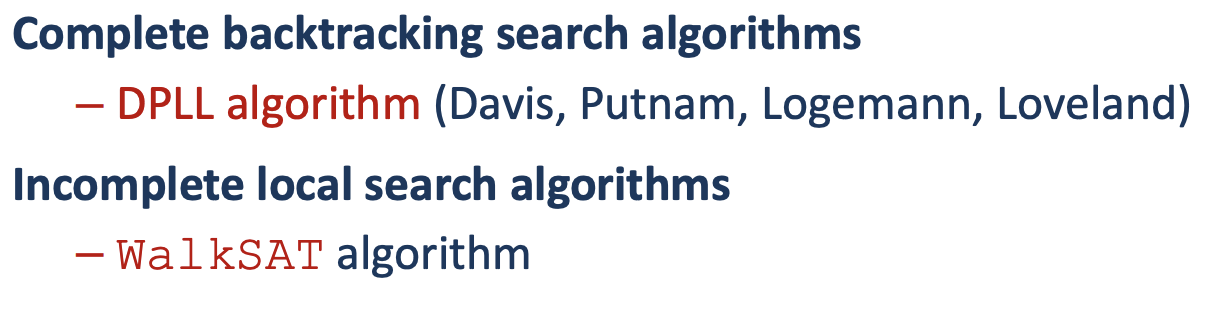 Complete backtracking search algorithms
– DPLL algorithm (Davis, Putnam, Logemann, Loveland)
Incomplete local search algorithms
– WalkSAT algorithm